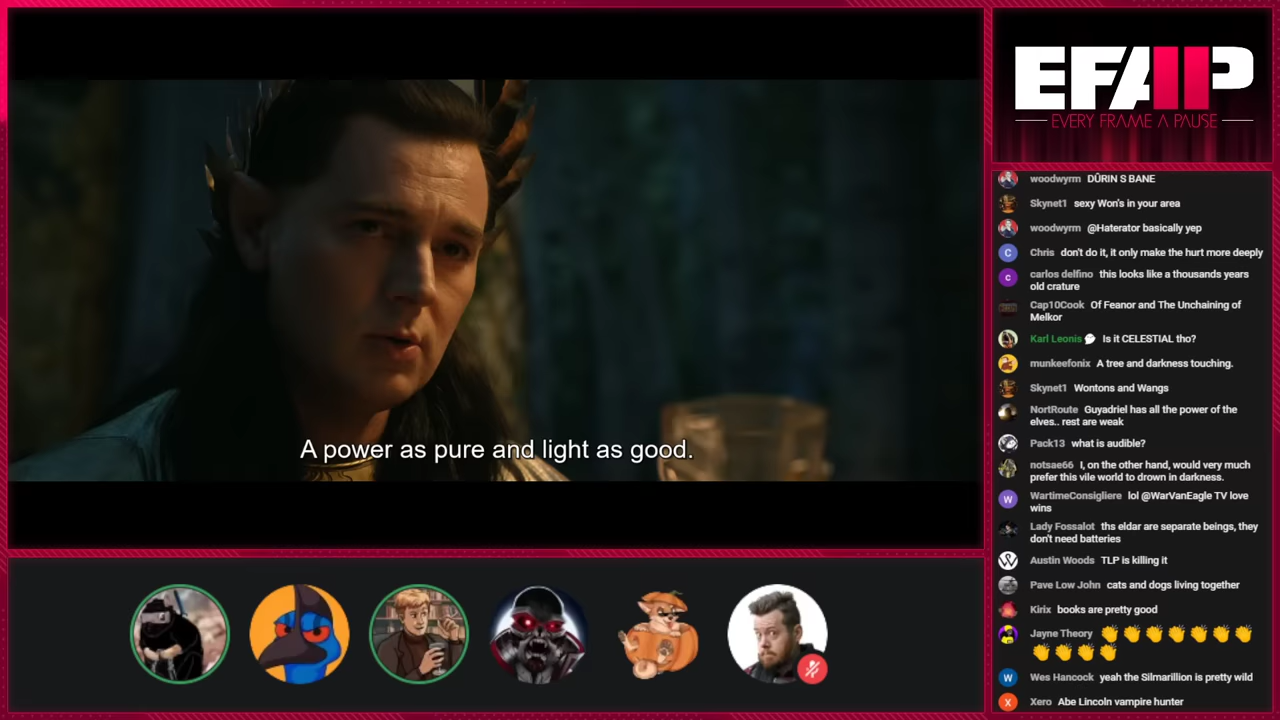 A power as pure and light as good.
EFAP
EVERY FRAME A PAUSE
woodwyrm DÛRIN S BANE
Skynet1 sexy Won's in your area
woodwyrm @Haterator basically yep
C
Chris don't do it, it only make the hurt more deeply
c
carlos delfino this looks like a thousands years
old crature
Cap10Cook Of Feanor and The Unchaining of
Melkor
Karl Leonis Is it CELESTIAL tho?
munkeefonix A tree and darkness touching.
Skynet1 Wontons and Wangs
NortRoute Guyadriel has all the power of the
elves.. rest are weak
Pack13 what is audible?
notsae66 I, on the other hand, would very much
prefer this vile world to drown in darkness.
W
WartimeConsigliere lol @WarVanEagle TV love
wins
Lady Fossalot ths eldar are separate beings, they
don't need batteries
Austin Woods TLP is killing it
Pave Low John cats and dogs living together
Kirix books are pretty good
Jayne Theory 👏👏👏👏👏👏👏
👏👏👏👏
W
Wes Hancock yeah the Silmarillion is pretty wild
X
Xero Abe Lincoln vampire hunter